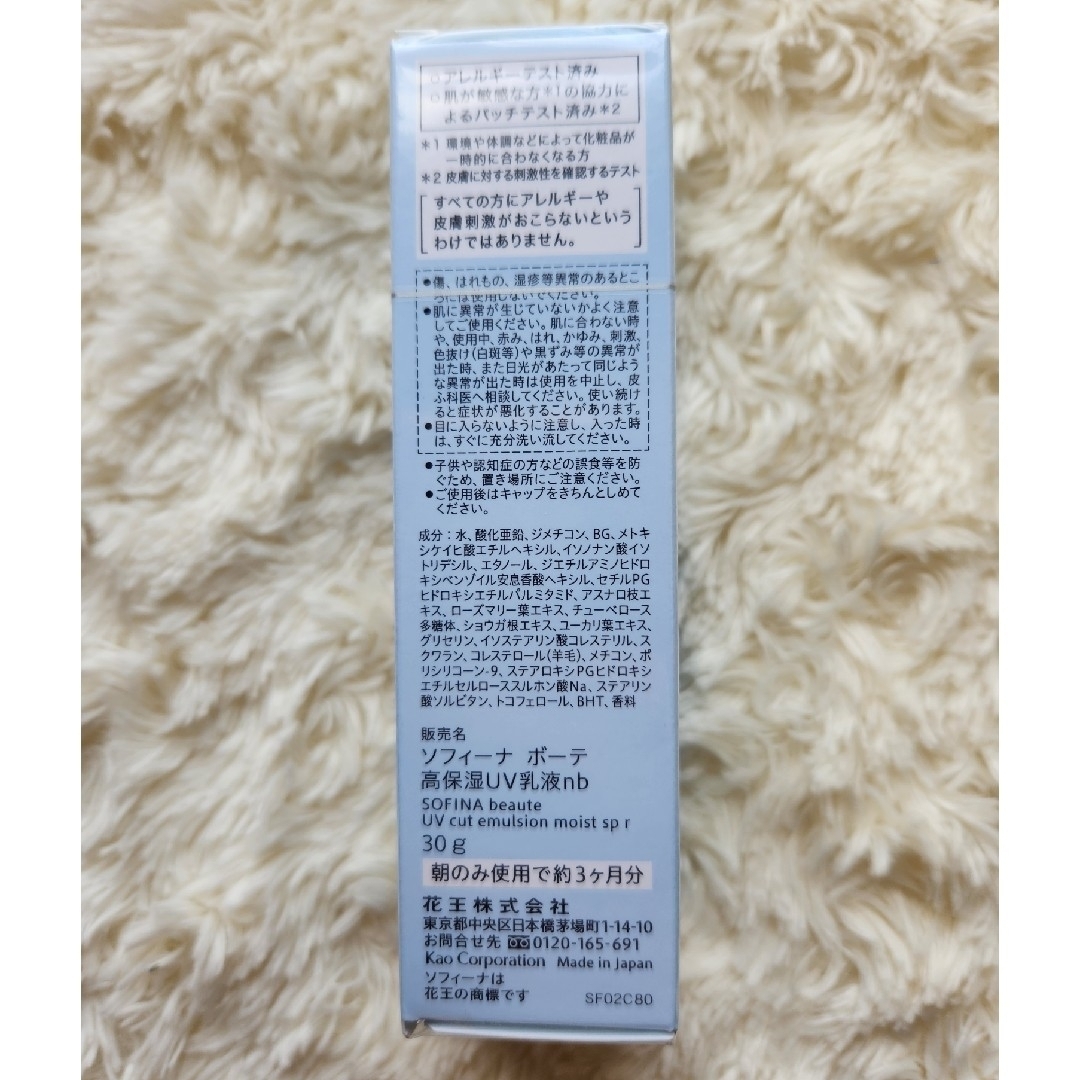 ○アレルギーテスト済み
○肌が敏感な方*1の協力に
よるパッチテスト済み*2
*1 環境や体調などによって化粧品が
一時的に合わなくなる方
*2 皮膚に対する刺激性を確認するテスト
すべての方にアレルギーや
皮膚刺激がおこらないという
わけではありません。
●傷、はれもの、湿疹等異常のあるとこ
ろには使用しないでください。
●肌に異常が生じていないかよく注意
してご使用ください。肌に合わない時
や、使用中、赤み、はれ、かゆみ、刺激、
色抜け(白斑等)や黒ずみ等の異常が
出た時、また日光があたって同じよう
な異常が出た時は使用を中止し、皮
ふ科医へ相談してください。使い続け
ると症状が悪化することがあります。
●目に入らないように注意し、入った時
は、すぐに充分洗い流してください。
●子供や認知症の方などの誤食等を防
ぐため、置き場所にご注意ください。
●ご使用後はキャップをきちんとしめて
ください。
成分：水、酸化亜鉛、ジメチコン、BG、メトキ
シケイヒ酸エチルヘキシル、イソノナン酸イソ
トリデシル、エタノール、ジエチルアミノヒドロ
キシベンゾイル安息香酸ヘキシル、セチルPG
ヒドロキシエチルパルミタミド、アスナロ枝エ
キス、ローズマリー葉エキス、チューベロース
多糖体、ショウガ根エキス、ユーカリ葉エキス、
グリセリン、イソステアリン酸コレステリル、ス
クワラン、コレステロール(羊毛)、メチコン、ポ
リシリコーン-9、ステアロキシPGヒドロキシ
エチルセルローススルホン酸Na、ステアリン
酸ソルビタン、トコフェロール、BHT、香料
販売名
ソフィーナ ボーテ
高保湿UV乳液nb
SOFINA beaute
UV cut emulsion moist sp r
30g
朝のみ使用で約3ヶ月分
花王株式会社
東京都中央区日本橋茅場町1-14-10
お問合せ先 0120-165-691
Kao Corporation Made in Japan
ソフィーナは
花王の商標です
SF02C80